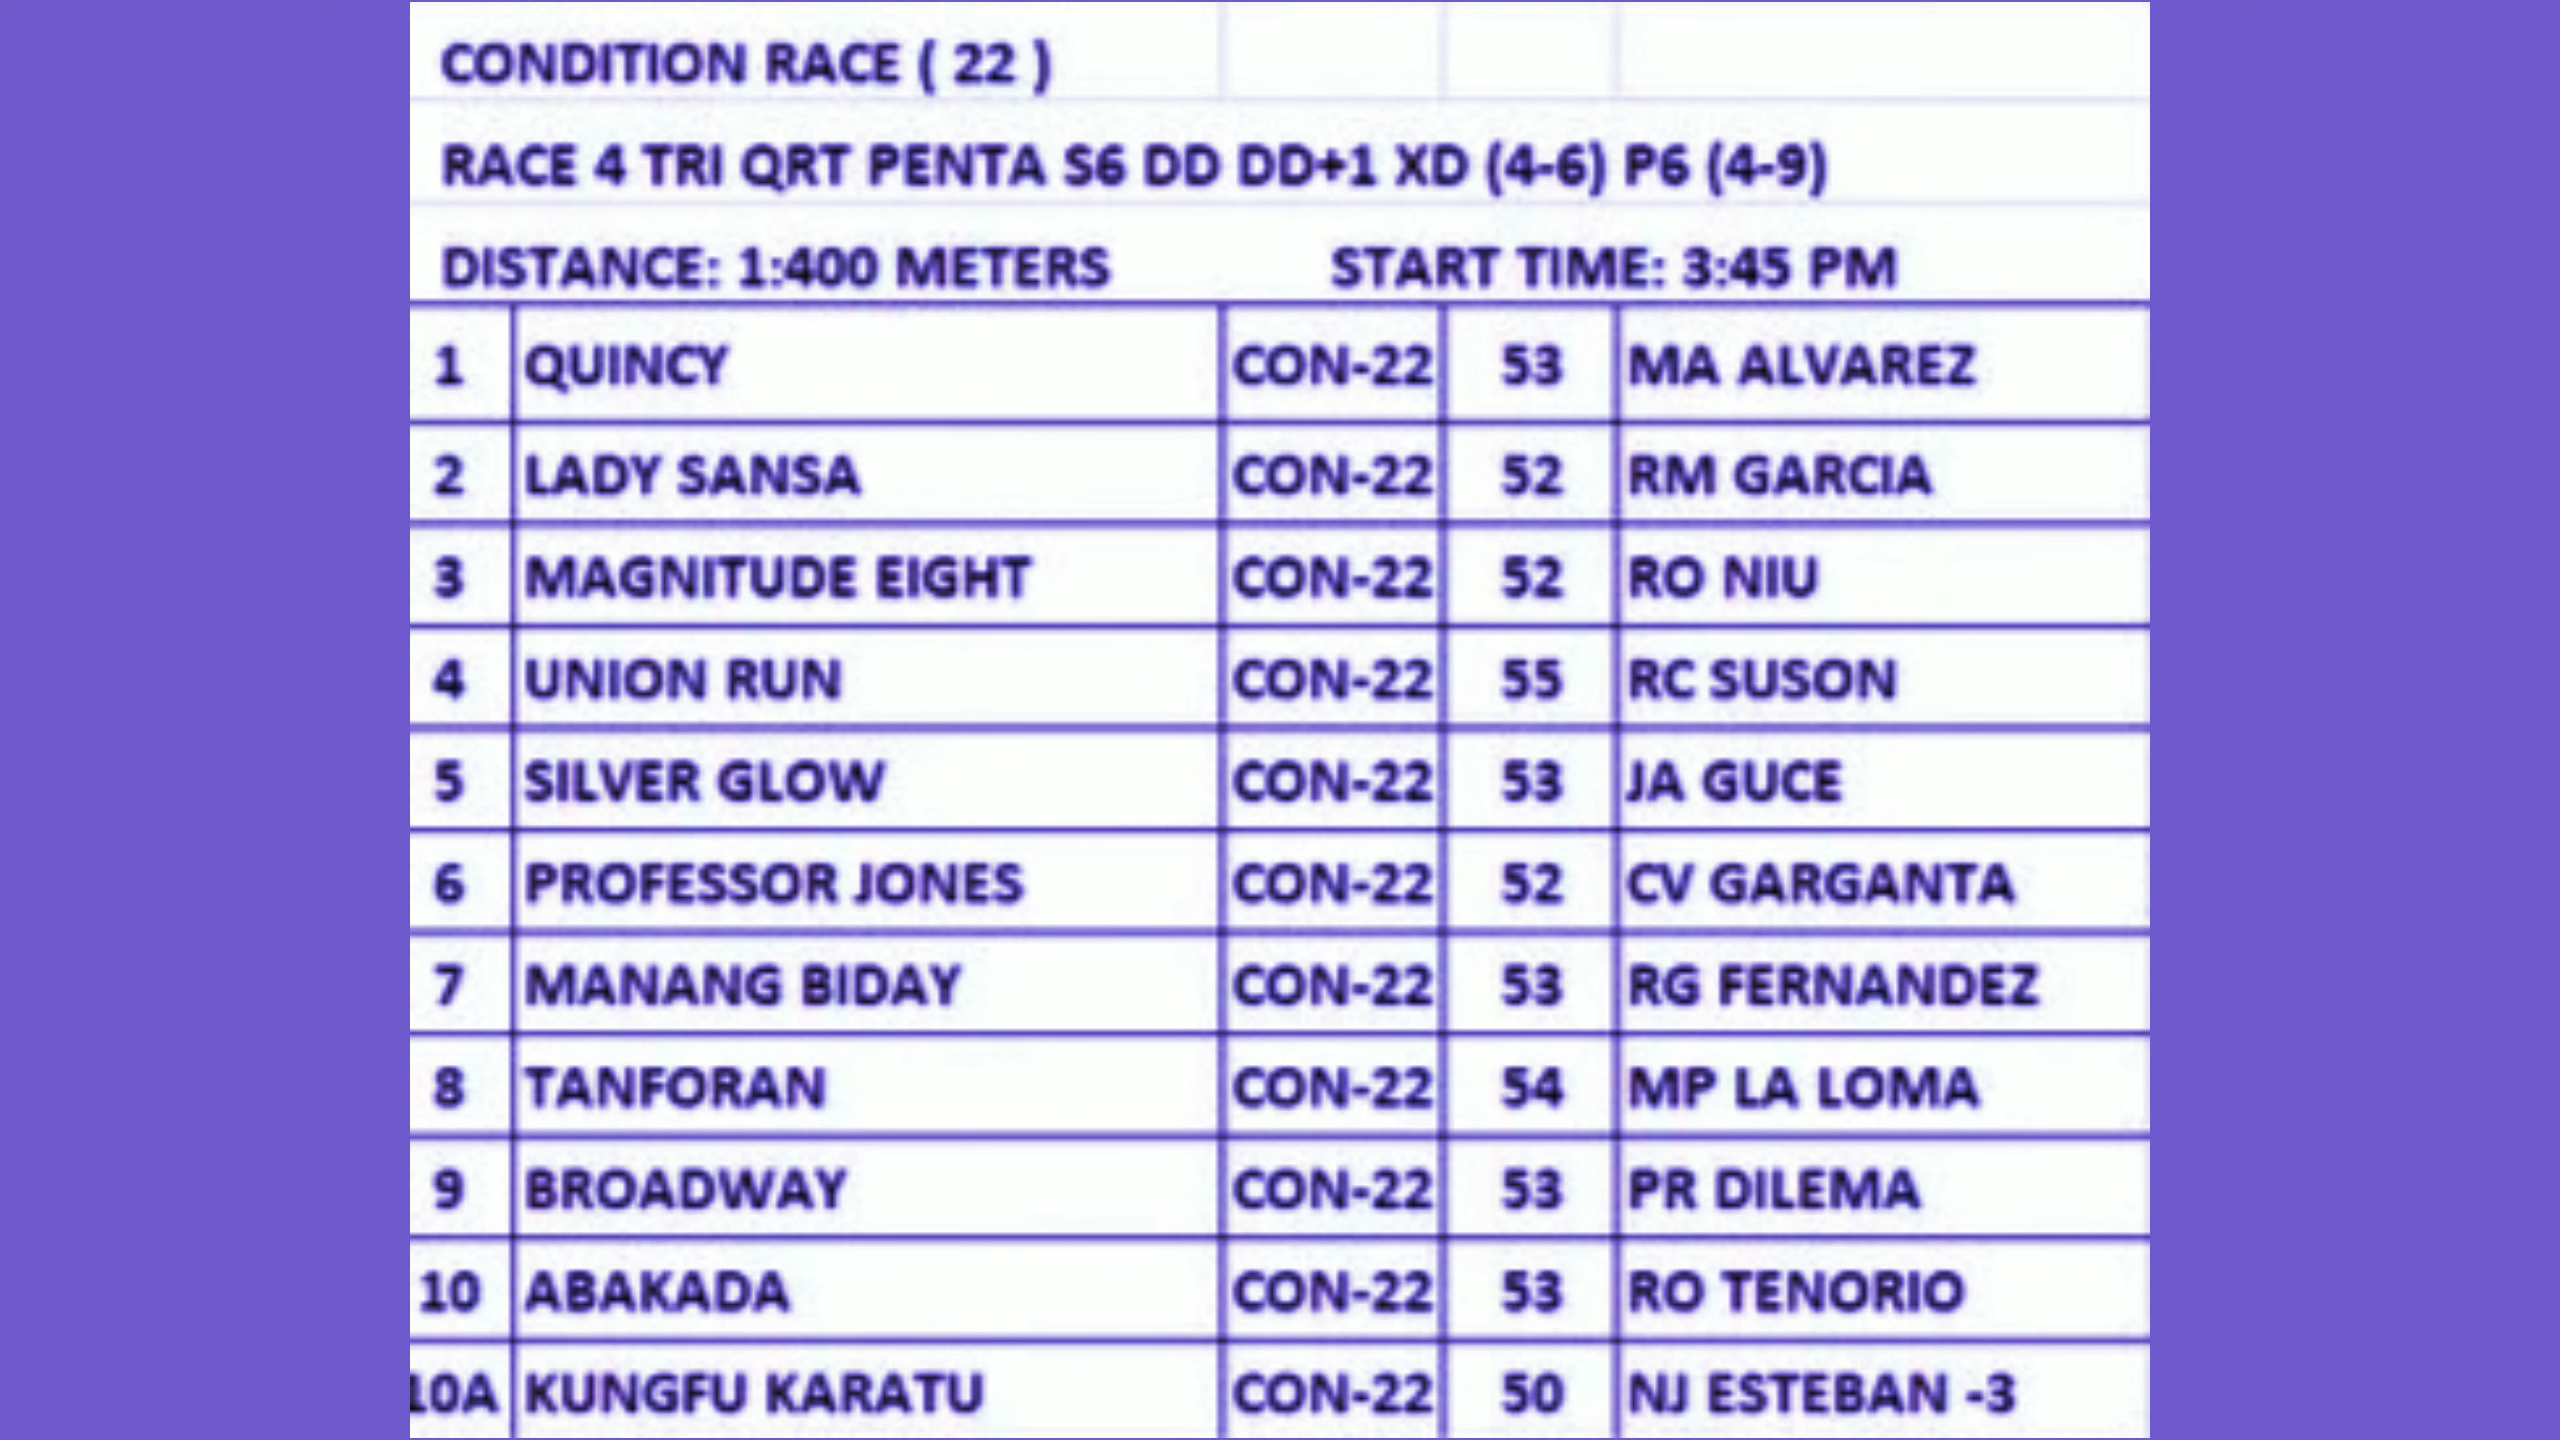 CONDITION RACE ( 22 )
RACE 4 TRI QRT PENTA S6 DD DD+1 XD (4-6) P6 (4-9)
DISTANCE: 1:400 METERS START TIME: 3:45 PM
1 QUINCY CON-22 53 MA ALVAREZ
2 LADY SANSA CON-22 52 RM GARCIA
3 MAGNITUDE EIGHT CON-22 52 RO NIU
4 UNION RUN CON-22 55 RC SUSON
5 SILVER GLOW CON-22 53 JA GUCE
6 PROFESSOR JONES CON-22 52 CV GARGANTA
7 MANANG BIDAY CON-22 53 RG FERNANDEZ
8 TANFORAN CON-22 54 MP LA LOMA
9 BROADWAY CON-22 53 PR DILEMA
10 ABAKADA CON-22 53 RO TENORIO
10A KUNGFU KARATU CON-22 50 NJ ESTEBAN -3